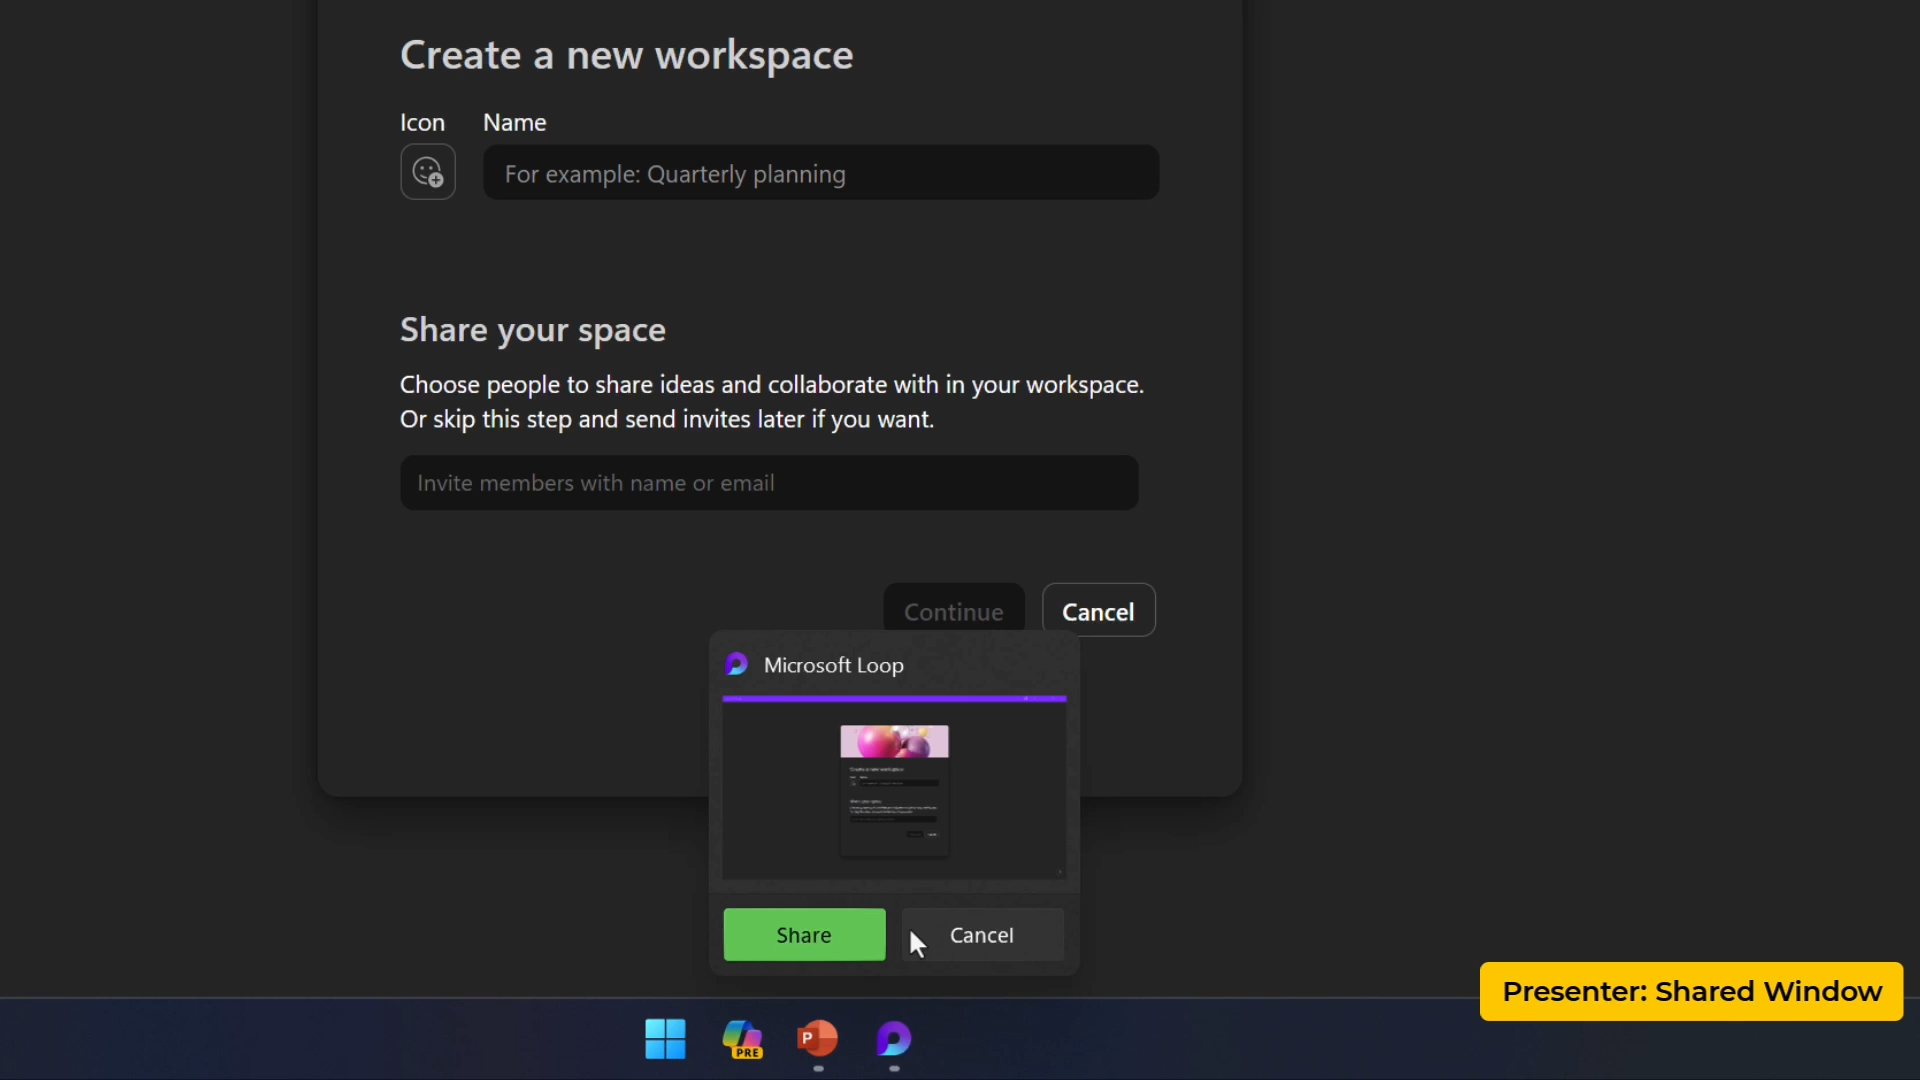 Create a new workspace
Icon
Name
For example: Quarterly planning
Share your space
Choose people to share ideas and collaborate with in your workspace.
Or skip this step and send invites later if you want.
Invite members with name or email
Continue
Cancel
Microsoft Loop
Share
Cancel
Presenter: Shared Window
PRE
P